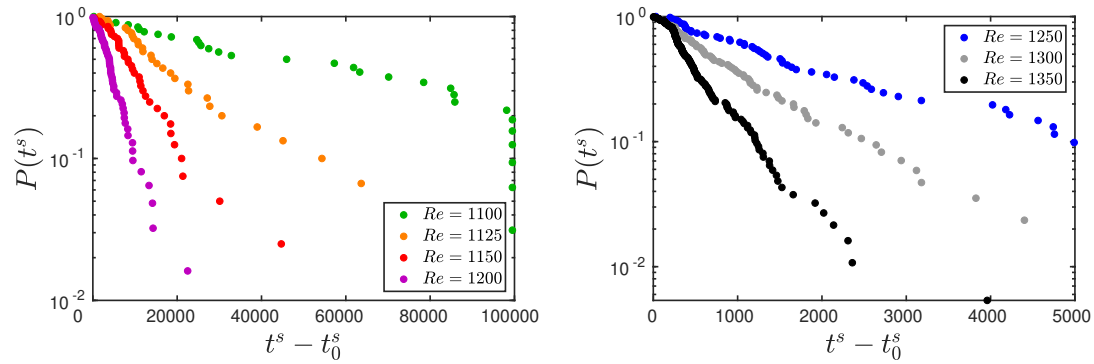 P(t^s)
10^0
10^-1
10^-2
Re = 1100
Re = 1125
Re = 1150
Re = 1200
0 20000 40000 60000 80000 100000
t^s − t_0^s
P(t^s)
10^0
10^-1
10^-2
Re = 1250
Re = 1300
Re = 1350
0 1000 2000 3000 4000 5000
t^s − t_0^s